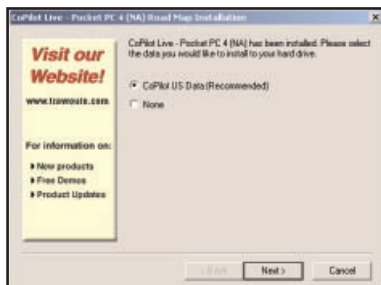 CoPilot Live - Pocket PC 4 (NA) Road Map Installation
Visit our
Website!
www.travroute.com
For information on:
New products
Free Demos
Product Updates
CoPilot Live - Pocket PC 4 (NA) has been installed. Please select
the data you would like to install to your hard drive.
CoPilot US Data (Recommended)
None
< Back
Next >
Cancel